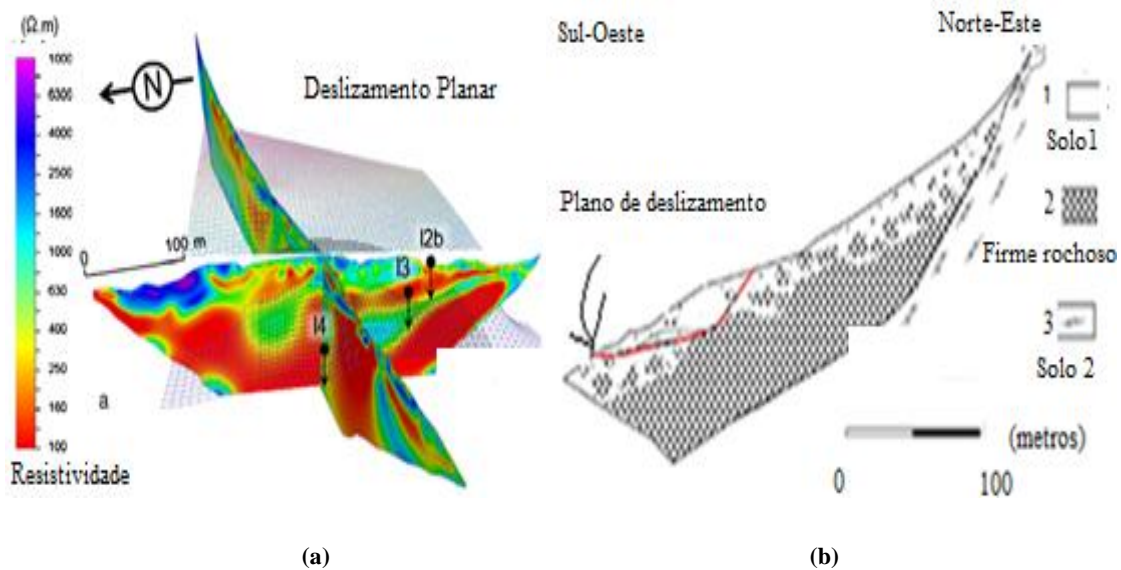 (Ω.m)
1000
6300
4000
2500
1600
1000
630
400
250
160
100
Resistividade
N
Deslizamento Planar
0
100 m
I2b
I3
I4
a
(a)
Sul-Oeste
Norte-Este
Plano de deslizamento
1
Solo1
2
Firme rochoso
3
Solo 2
(metros)
0
100
(b)